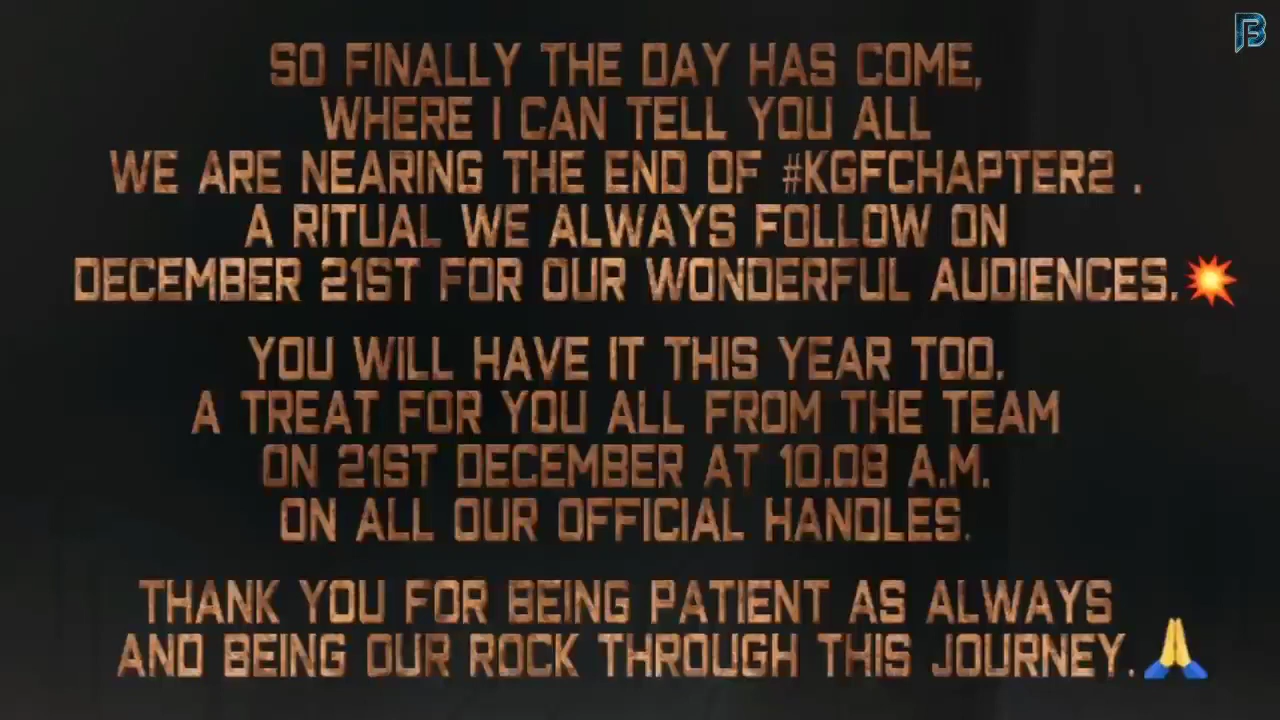 SO FINALLY THE DAY HAS COME,
WHERE I CAN TELL YOU ALL
WE ARE NEARING THE END OF #KGFCHAPTER2 .
A RITUAL WE ALWAYS FOLLOW ON
DECEMBER 21ST FOR OUR WONDERFUL AUDIENCES.💥
YOU WILL HAVE IT THIS YEAR TOO.
A TREAT FOR YOU ALL FROM THE TEAM
ON 21ST DECEMBER AT 10.08 A.M.
ON ALL OUR OFFICIAL HANDLES.
THANK YOU FOR BEING PATIENT AS ALWAYS
AND BEING OUR ROCK THROUGH THIS JOURNEY.🙏